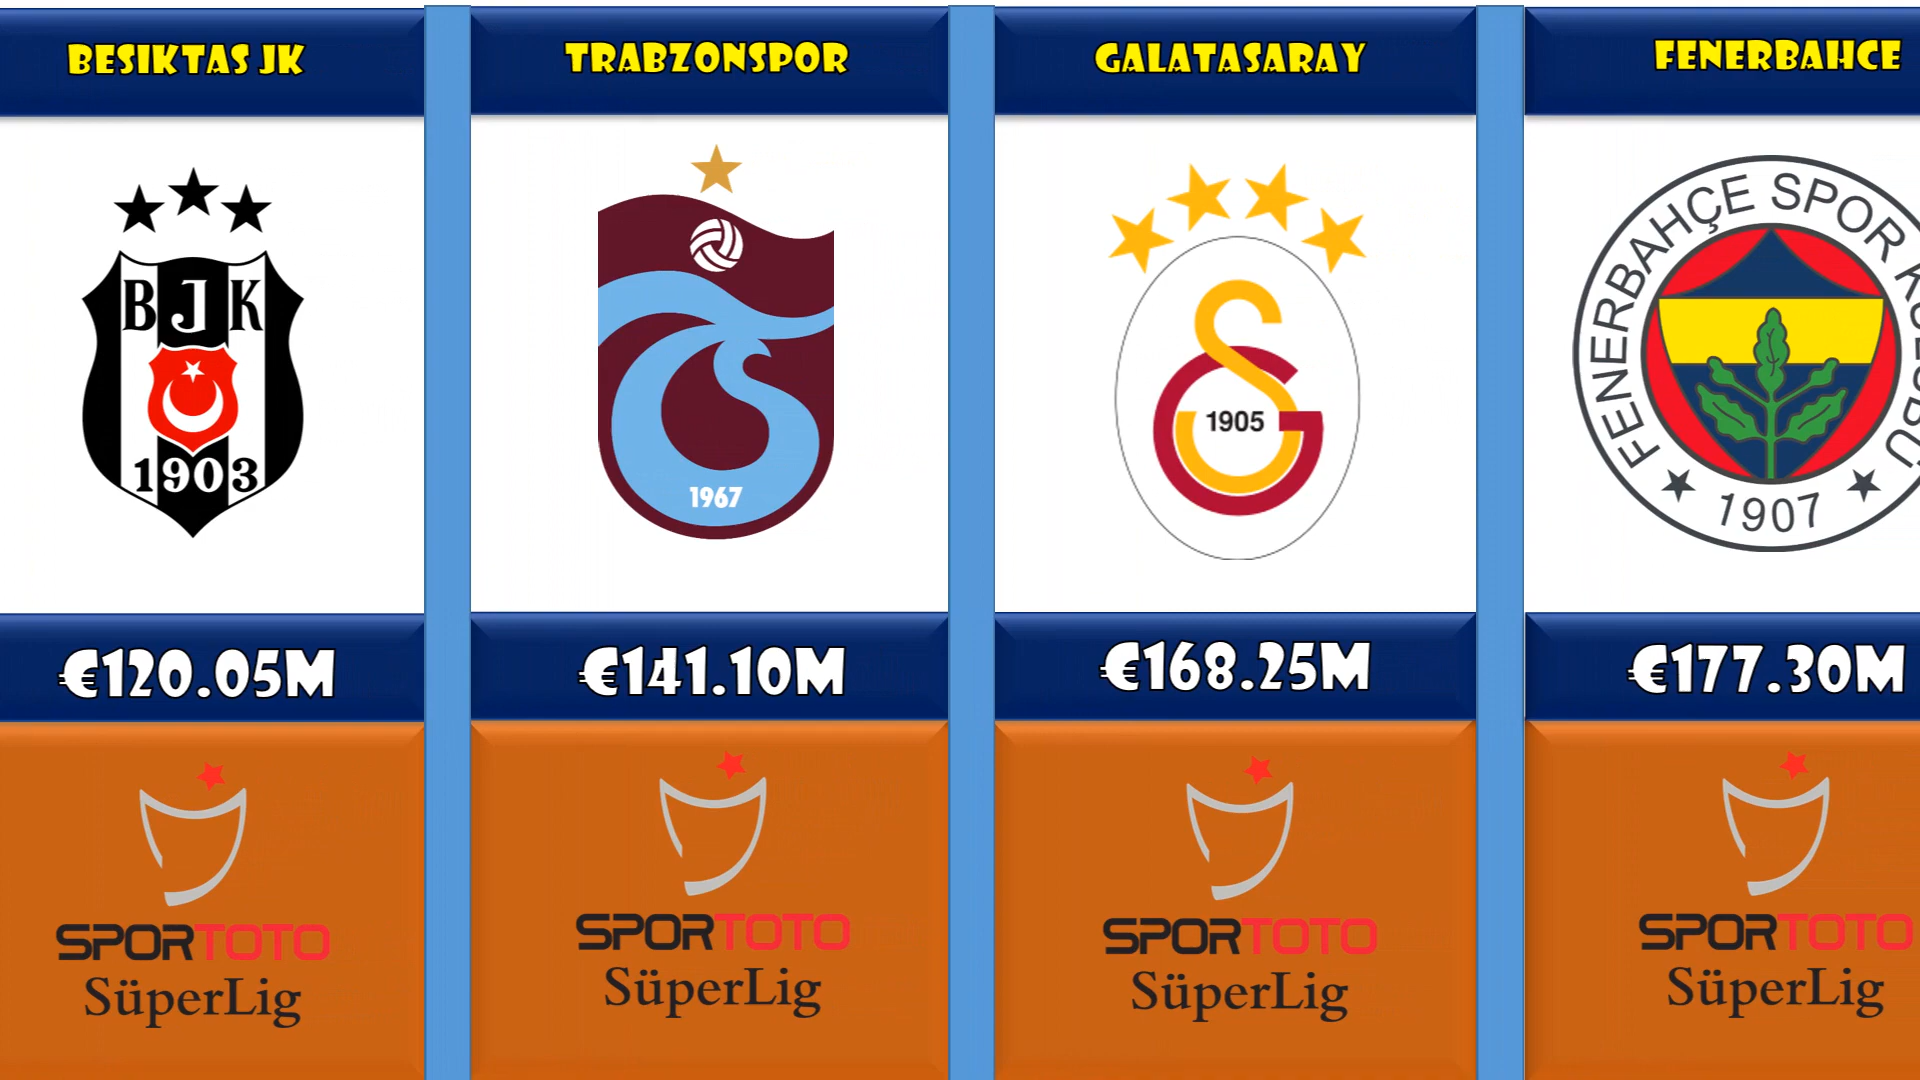 BESIKTAS JK
TRABZONSPOR
GALATASARAY
FENERBAHCE
BJK
1903
1967
1905
FENERBAHÇE SPOR
1907
€120.05M
€141.10M
€168.25M
€177.30M
SPORTOTO
SüperLig
SPORTOTO
SüperLig
SPORTOTO
SüperLig
SPORTOTO
SüperLig